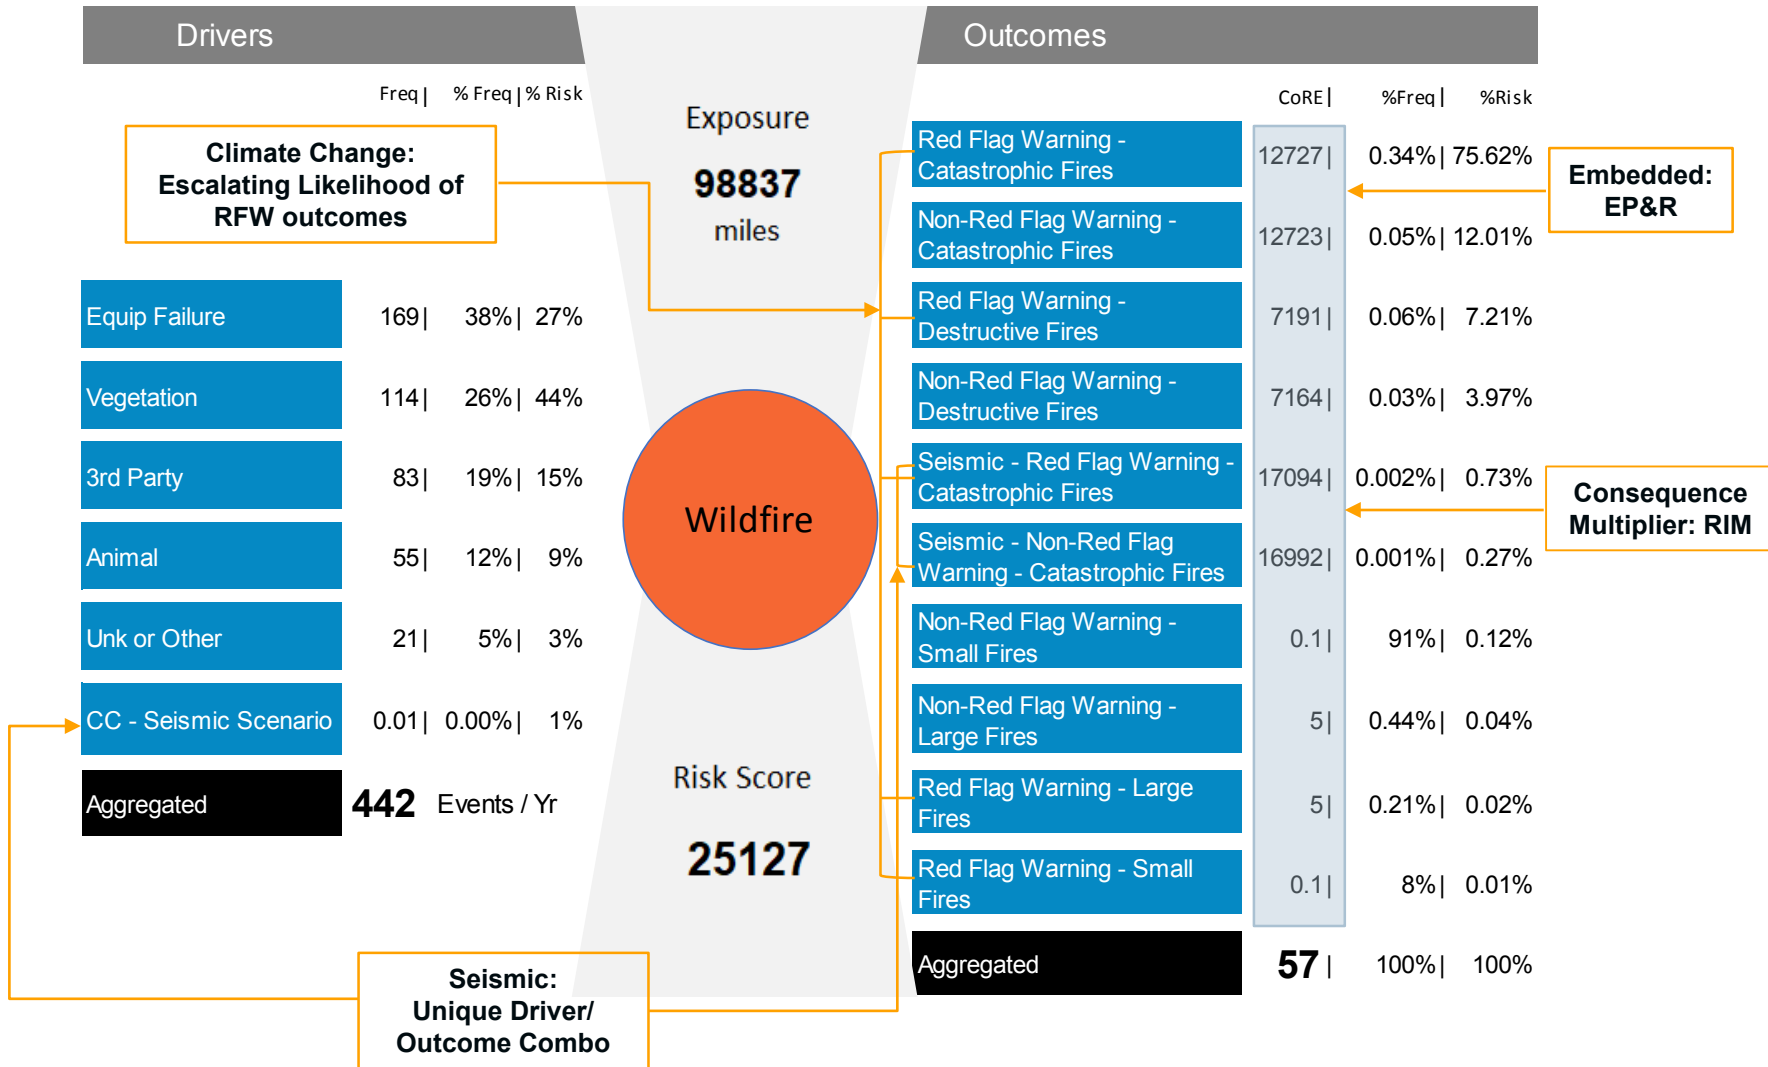 Drivers
Outcomes
Freq| % Freq| % Risk
CoRE| %Freq| %Risk
Climate Change:
Escalating Likelihood of
RFW outcomes
Exposure
98837
miles
Equip Failure 169| 38%| 27%
Vegetation 114| 26%| 44%
3rd Party 83| 19%| 15%
Animal 55| 12%| 9%
Unk or Other 21| 5%| 3%
CC - Seismic Scenario 0.01| 0.00%| 1%
Aggregated 442 Events / Yr
Wildfire
Risk Score
25127
Red Flag Warning -
Catastrophic Fires
12727| 0.34%| 75.62%
Non-Red Flag Warning -
Catastrophic Fires
12723| 0.05%| 12.01%
Red Flag Warning -
Destructive Fires
7191| 0.06%| 7.21%
Non-Red Flag Warning -
Destructive Fires
7164| 0.03%| 3.97%
Seismic - Red Flag Warning -
Catastrophic Fires
17094| 0.002%| 0.73%
Seismic - Non-Red Flag
Warning - Catastrophic Fires
16992| 0.001%| 0.27%
Non-Red Flag Warning -
Small Fires
0.1| 91%| 0.12%
Non-Red Flag Warning -
Large Fires
5| 0.44%| 0.04%
Red Flag Warning - Large
Fires
5| 0.21%| 0.02%
Red Flag Warning - Small
Fires
0.1| 8%| 0.01%
Aggregated 57| 100%| 100%
Embedded:
EP&R
Consequence
Multiplier: RIM
Seismic:
Unique Driver/
Outcome Combo